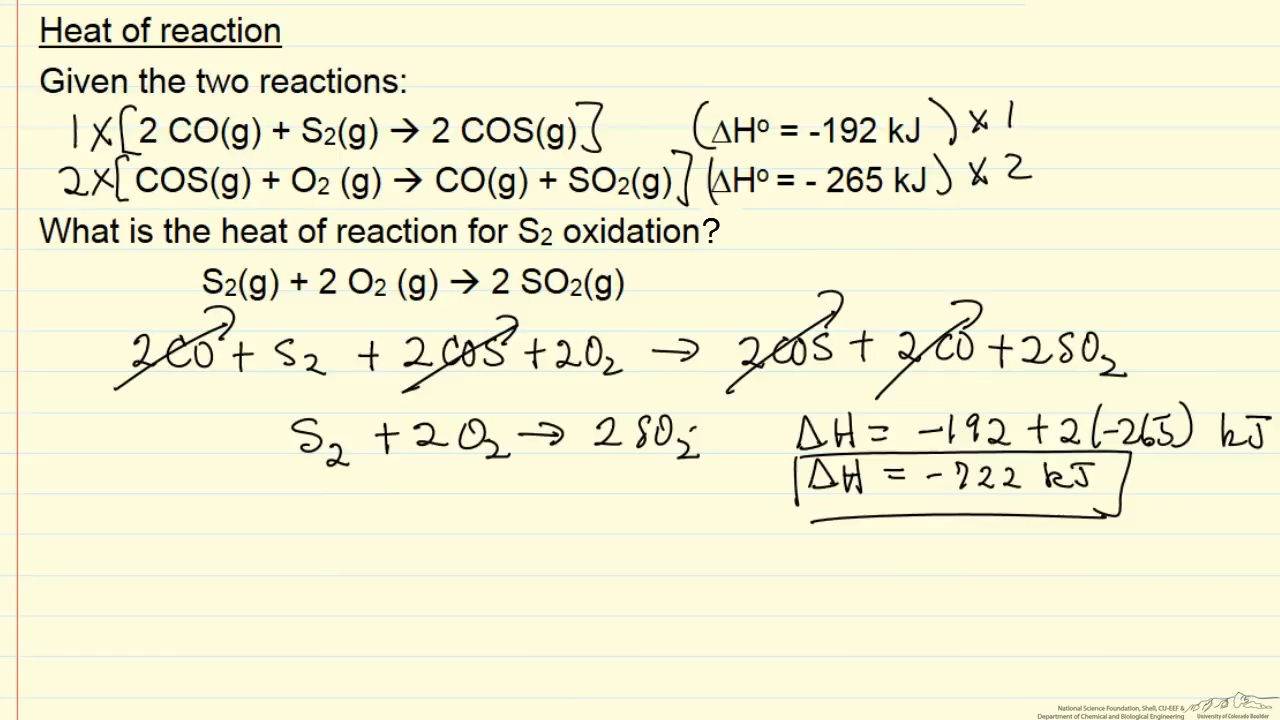 Heat of reaction
Given the two reactions:
1 × [2 CO(g) + S₂(g) → 2 COS(g)] (ΔHº = -192 kJ) × 1
2 × [COS(g) + O₂ (g) → CO(g) + SO₂(g)] (ΔHº = - 265 kJ) × 2
What is the heat of reaction for S₂ oxidation?
S₂(g) + 2 O₂ (g) → 2 SO₂(g)
2CO + S₂ + 2COS + 2O₂ → 2COS + 2CO + 2SO₂
S₂ + 2O₂ → 2SO₂ ΔH = -192 + 2(-265) kJ
ΔH = -722 kJ
National Science Foundation, Shell, CU-EEF &
Department of Chemical and Biological Engineering University of Colorado Boulder